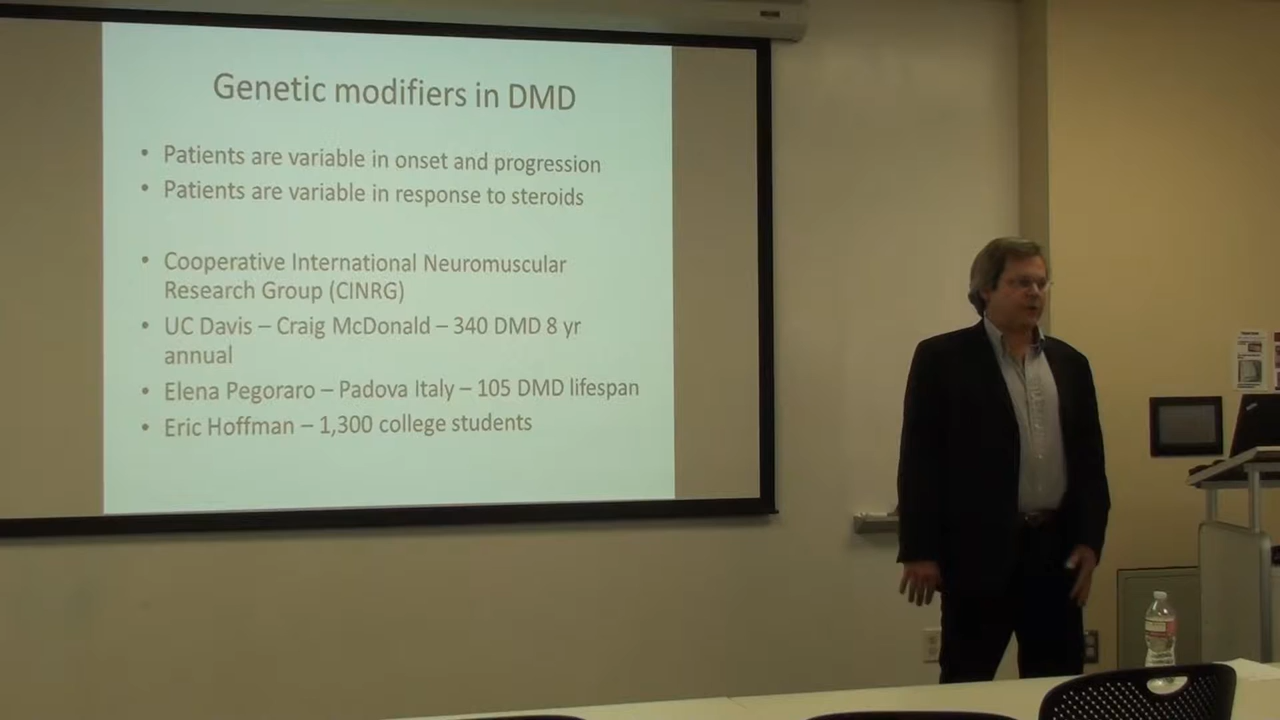 Genetic modifiers in DMD
• Patients are variable in onset and progression
• Patients are variable in response to steroids
• Cooperative International Neuromuscular
Research Group (CINRG)
• UC Davis – Craig McDonald – 340 DMD 8 yr
annual
• Elena Pegoraro – Padova Italy – 105 DMD lifespan
• Eric Hoffman – 1,300 college students